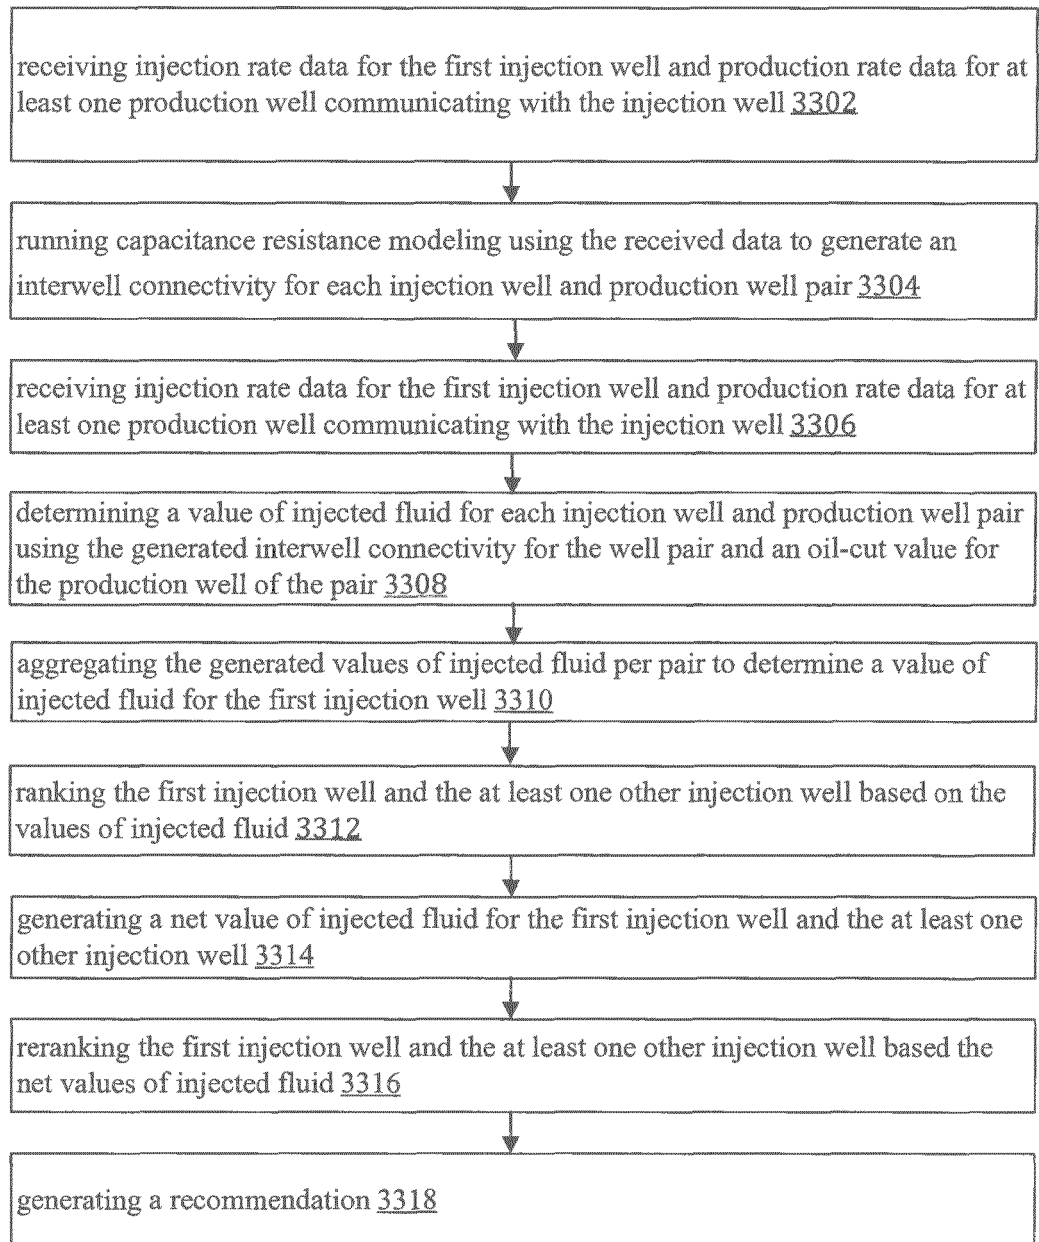 receiving injection rate data for the first injection well and production rate data for at
least one production well communicating with the injection well 3302
running capacitance resistance modeling using the received data to generate an
interwell connectivity for each injection well and production well pair 3304
receiving injection rate data for the first injection well and production rate data for at
least one production well communicating with the injection well 3306
determining a value of injected fluid for each injection well and production well pair
using the generated interwell connectivity for the well pair and an oil-cut value for
the production well of the pair 3308
aggregating the generated values of injected fluid per pair to determine a value of
injected fluid for the first injection well 3310
ranking the first injection well and the at least one other injection well based on the
values of injected fluid 3312
generating a net value of injected fluid for the first injection well and the at least one
other injection well 3314
reranking the first injection well and the at least one other injection well based the
net values of injected fluid 3316
generating a recommendation 3318